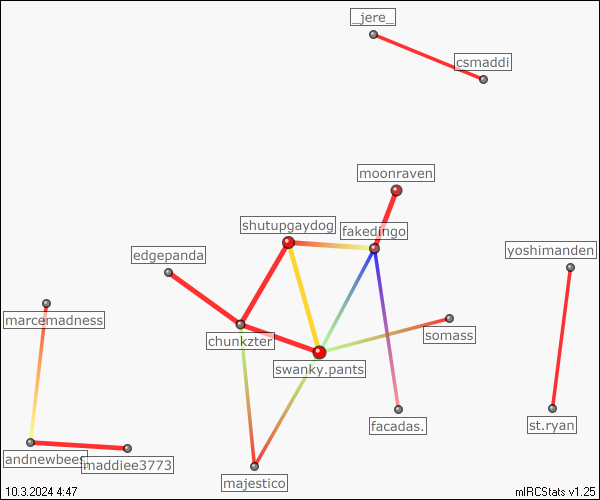 _jere_
csmaddi
moonraven
shutupgaydog
fakedingo
yoshimanden
edgepanda
marcemadness
chunkzter
somass
swanky.pants
facadas.
st.ryan
andnewbees
maddiee3773
majestico
10.3.2024 4:47
mIRCStats v1.25